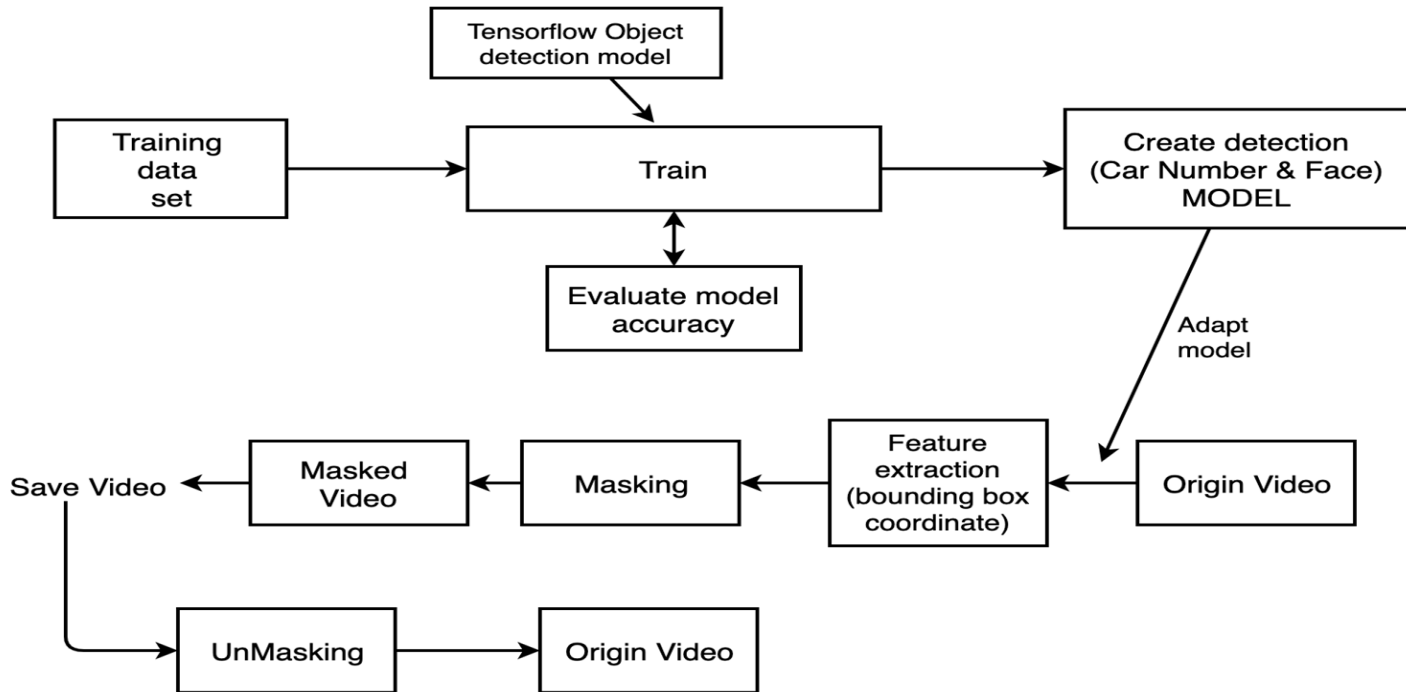 Tensorflow Object
detection model
Training
data
set
Train
Create detection
(Car Number & Face)
MODEL
Evaluate model
accuracy
Adapt
model
Save Video
Masked
Video
Masking
Feature
extraction
(bounding box
coordinate)
Origin Video
UnMasking
Origin Video